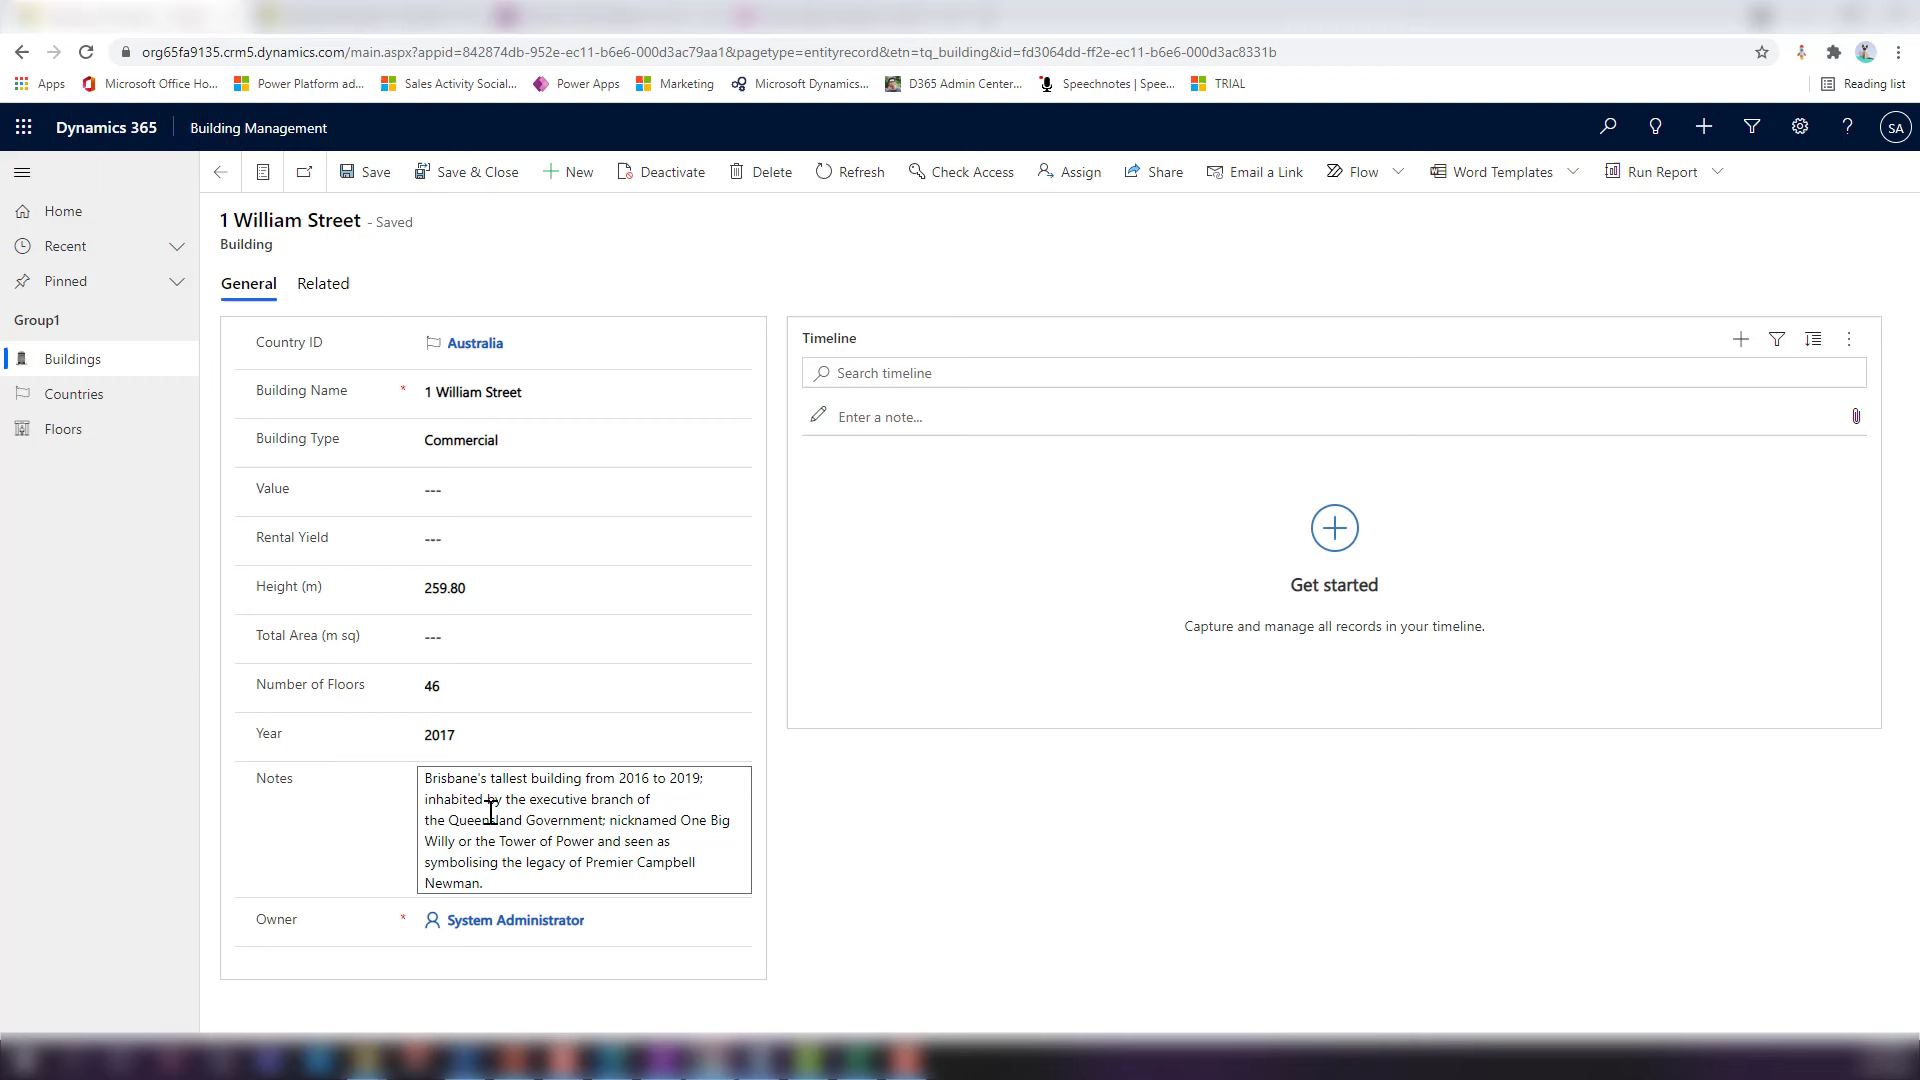 org65fa9135.crm5.dynamics.com/main.aspx?appid=842874db-952e-ec11-b6e6-000d3ac79aa1&pagetype=entityrecord&etn=tq_building&id=fd3064dd-ff2e-ec11-b6e6-000d3ac8331b
Apps Microsoft Office Ho... Power Platform ad... Sales Activity Social... Power Apps Marketing Microsoft Dynamics... D365 Admin Center... Speechnotes | Spee... TRIAL Reading list
Dynamics 365 Building Management SA
Save Save & Close New Deactivate Delete Refresh Check Access Assign Share Email a Link Flow Word Templates Run Report
Home
Recent
Pinned
Group1
Buildings
Countries
Floors
1 William Street - Saved
Building
General Related
Country ID Australia
Building Name * 1 William Street
Building Type Commercial
Value ---
Rental Yield ---
Height (m) 259.80
Total Area (m sq) ---
Number of Floors 46
Year 2017
Notes Brisbane's tallest building from 2016 to 2019;
inhabited by the executive branch of
the Queensland Government; nicknamed One Big
Willy or the Tower of Power and seen as
symbolising the legacy of Premier Campbell
Newman.
Owner * System Administrator
Timeline
Search timeline
Enter a note...
Get started
Capture and manage all records in your timeline.